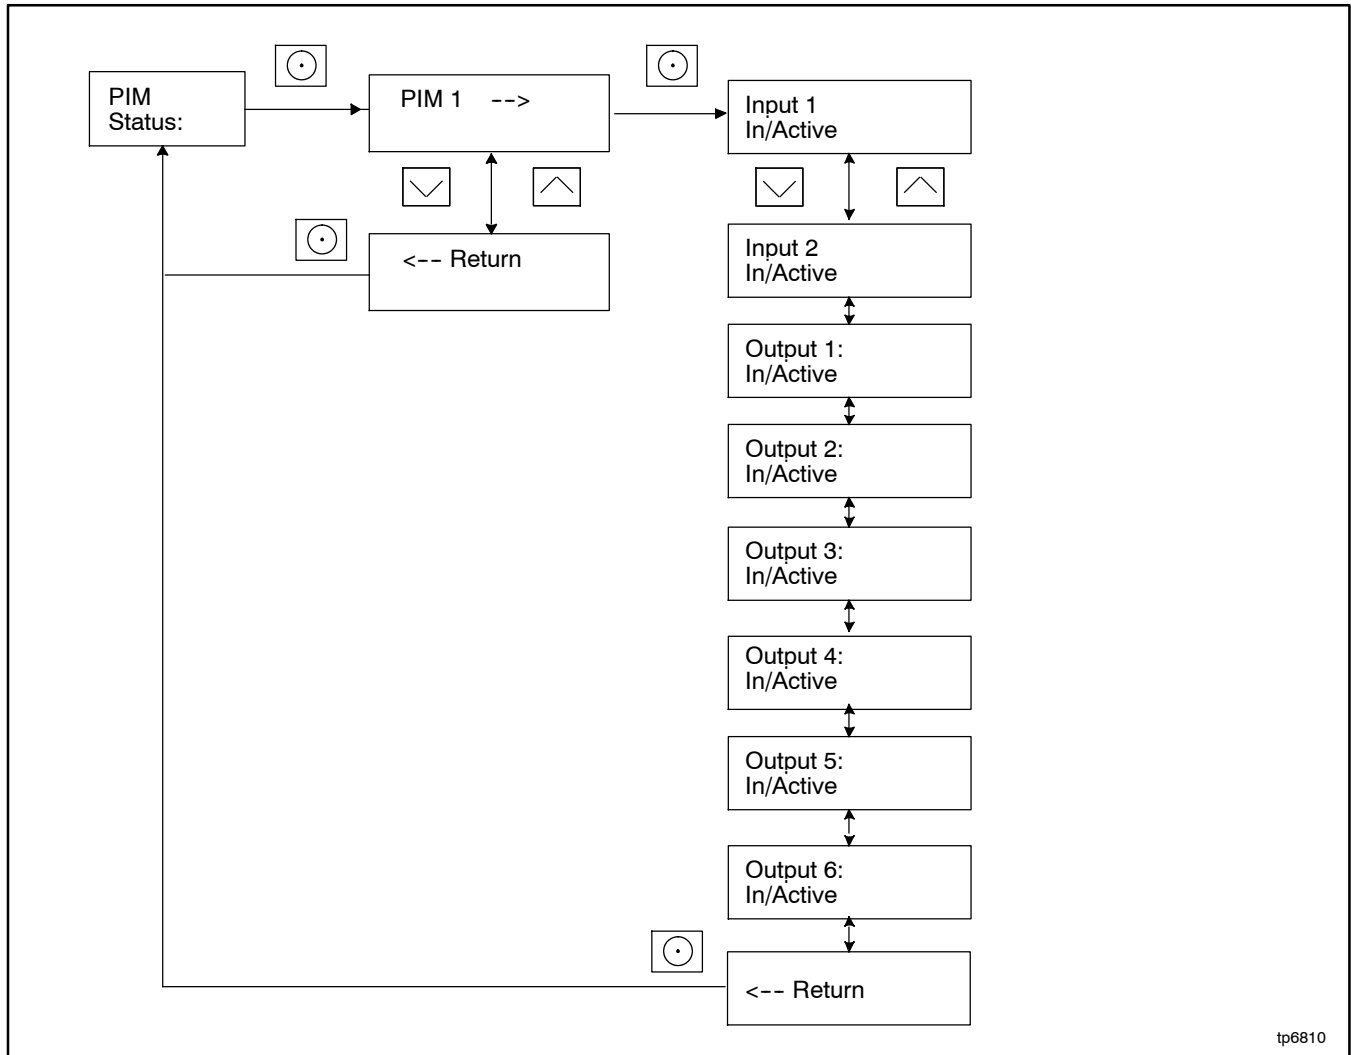 PIM
Status:
PIM 1 -->
<-- Return
Input 1
In/Active
Input 2
In/Active
Output 1:
In/Active
Output 2:
In/Active
Output 3:
In/Active
Output 4:
In/Active
Output 5:
In/Active
Output 6:
In/Active
<-- Return
tp6810